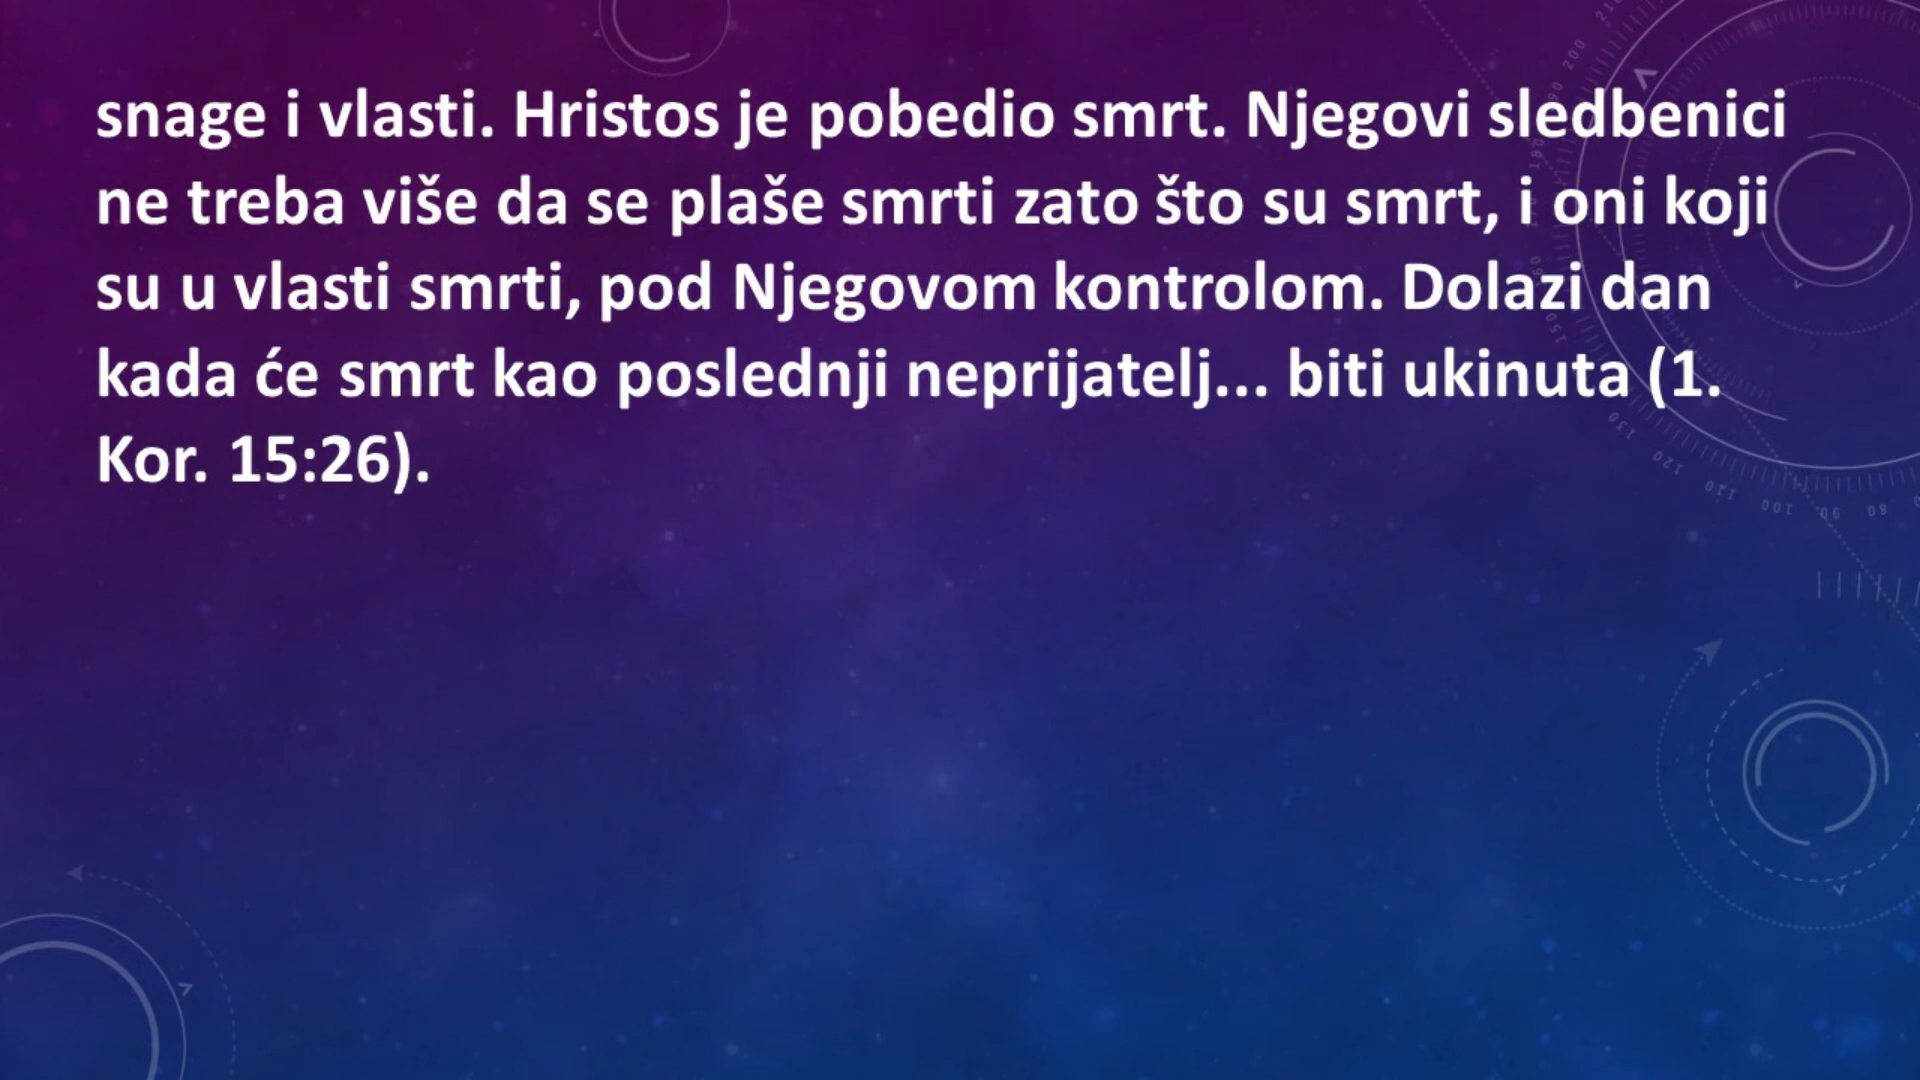 snage i vlasti. Hristos je pobedio smrt. Njegovi sledbenici
ne treba više da se plaše smrti zato što su smrt, i oni koji
su u vlasti smrti, pod Njegovom kontrolom. Dolazi dan
kada će smrt kao poslednji neprijatelj... biti ukinuta (1.
Kor. 15:26).